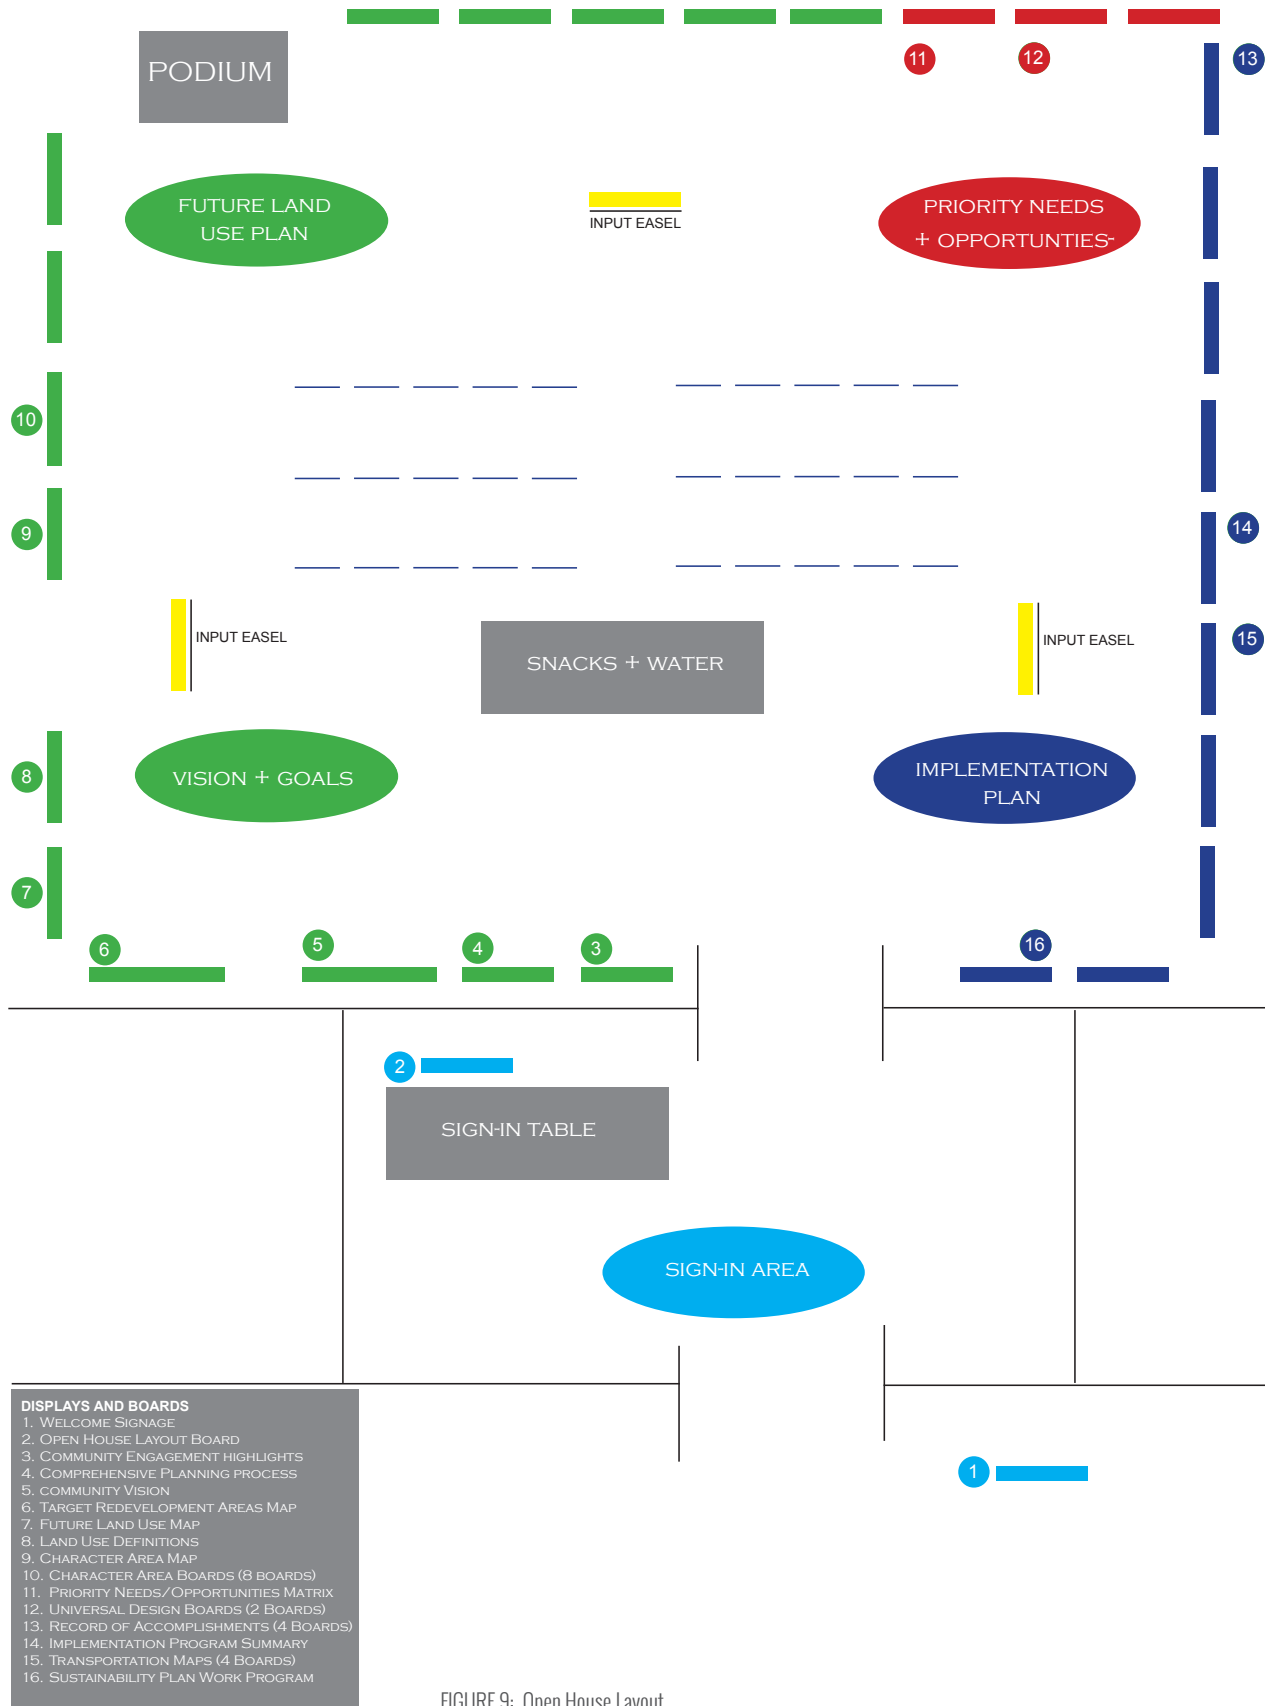 11
12
13
PODIUM
FUTURE LAND
USE PLAN
INPUT EASEL
PRIORITY NEEDS
+ OPPORTUNTIES-
10
9
14
INPUT EASEL
SNACKS + WATER
INPUT EASEL
15
8
VISION + GOALS
IMPLEMENTATION
PLAN
7
6
5
4
3
16
2
SIGN-IN TABLE
SIGN-IN AREA
1
DISPLAYS AND BOARDS
1. WELCOME SIGNAGE
2. OPEN HOUSE LAYOUT BOARD
3. COMMUNITY ENGAGEMENT HIGHLIGHTS
4. COMPREHENSIVE PLANNING PROCESS
5. COMMUNITY VISION
6. TARGET REDEVELOPMENT AREAS MAP
7. FUTURE LAND USE MAP
8. LAND USE DEFINITIONS
9. CHARACTER AREA MAP
10. CHARACTER AREA BOARDS (8 BOARDS)
11. PRIORITY NEEDS/OPPORTUNITIES MATRIX
12. UNIVERSAL DESIGN BOARDS (2 BOARDS)
13. RECORD OF ACCOMPLISHMENTS (4 BOARDS)
14. IMPLEMENTATION PROGRAM SUMMARY
15. TRANSPORTATION MAPS (4 BOARDS)
16. SUSTAINABILITY PLAN WORK PROGRAM
FIGURE 9: Open House Layout